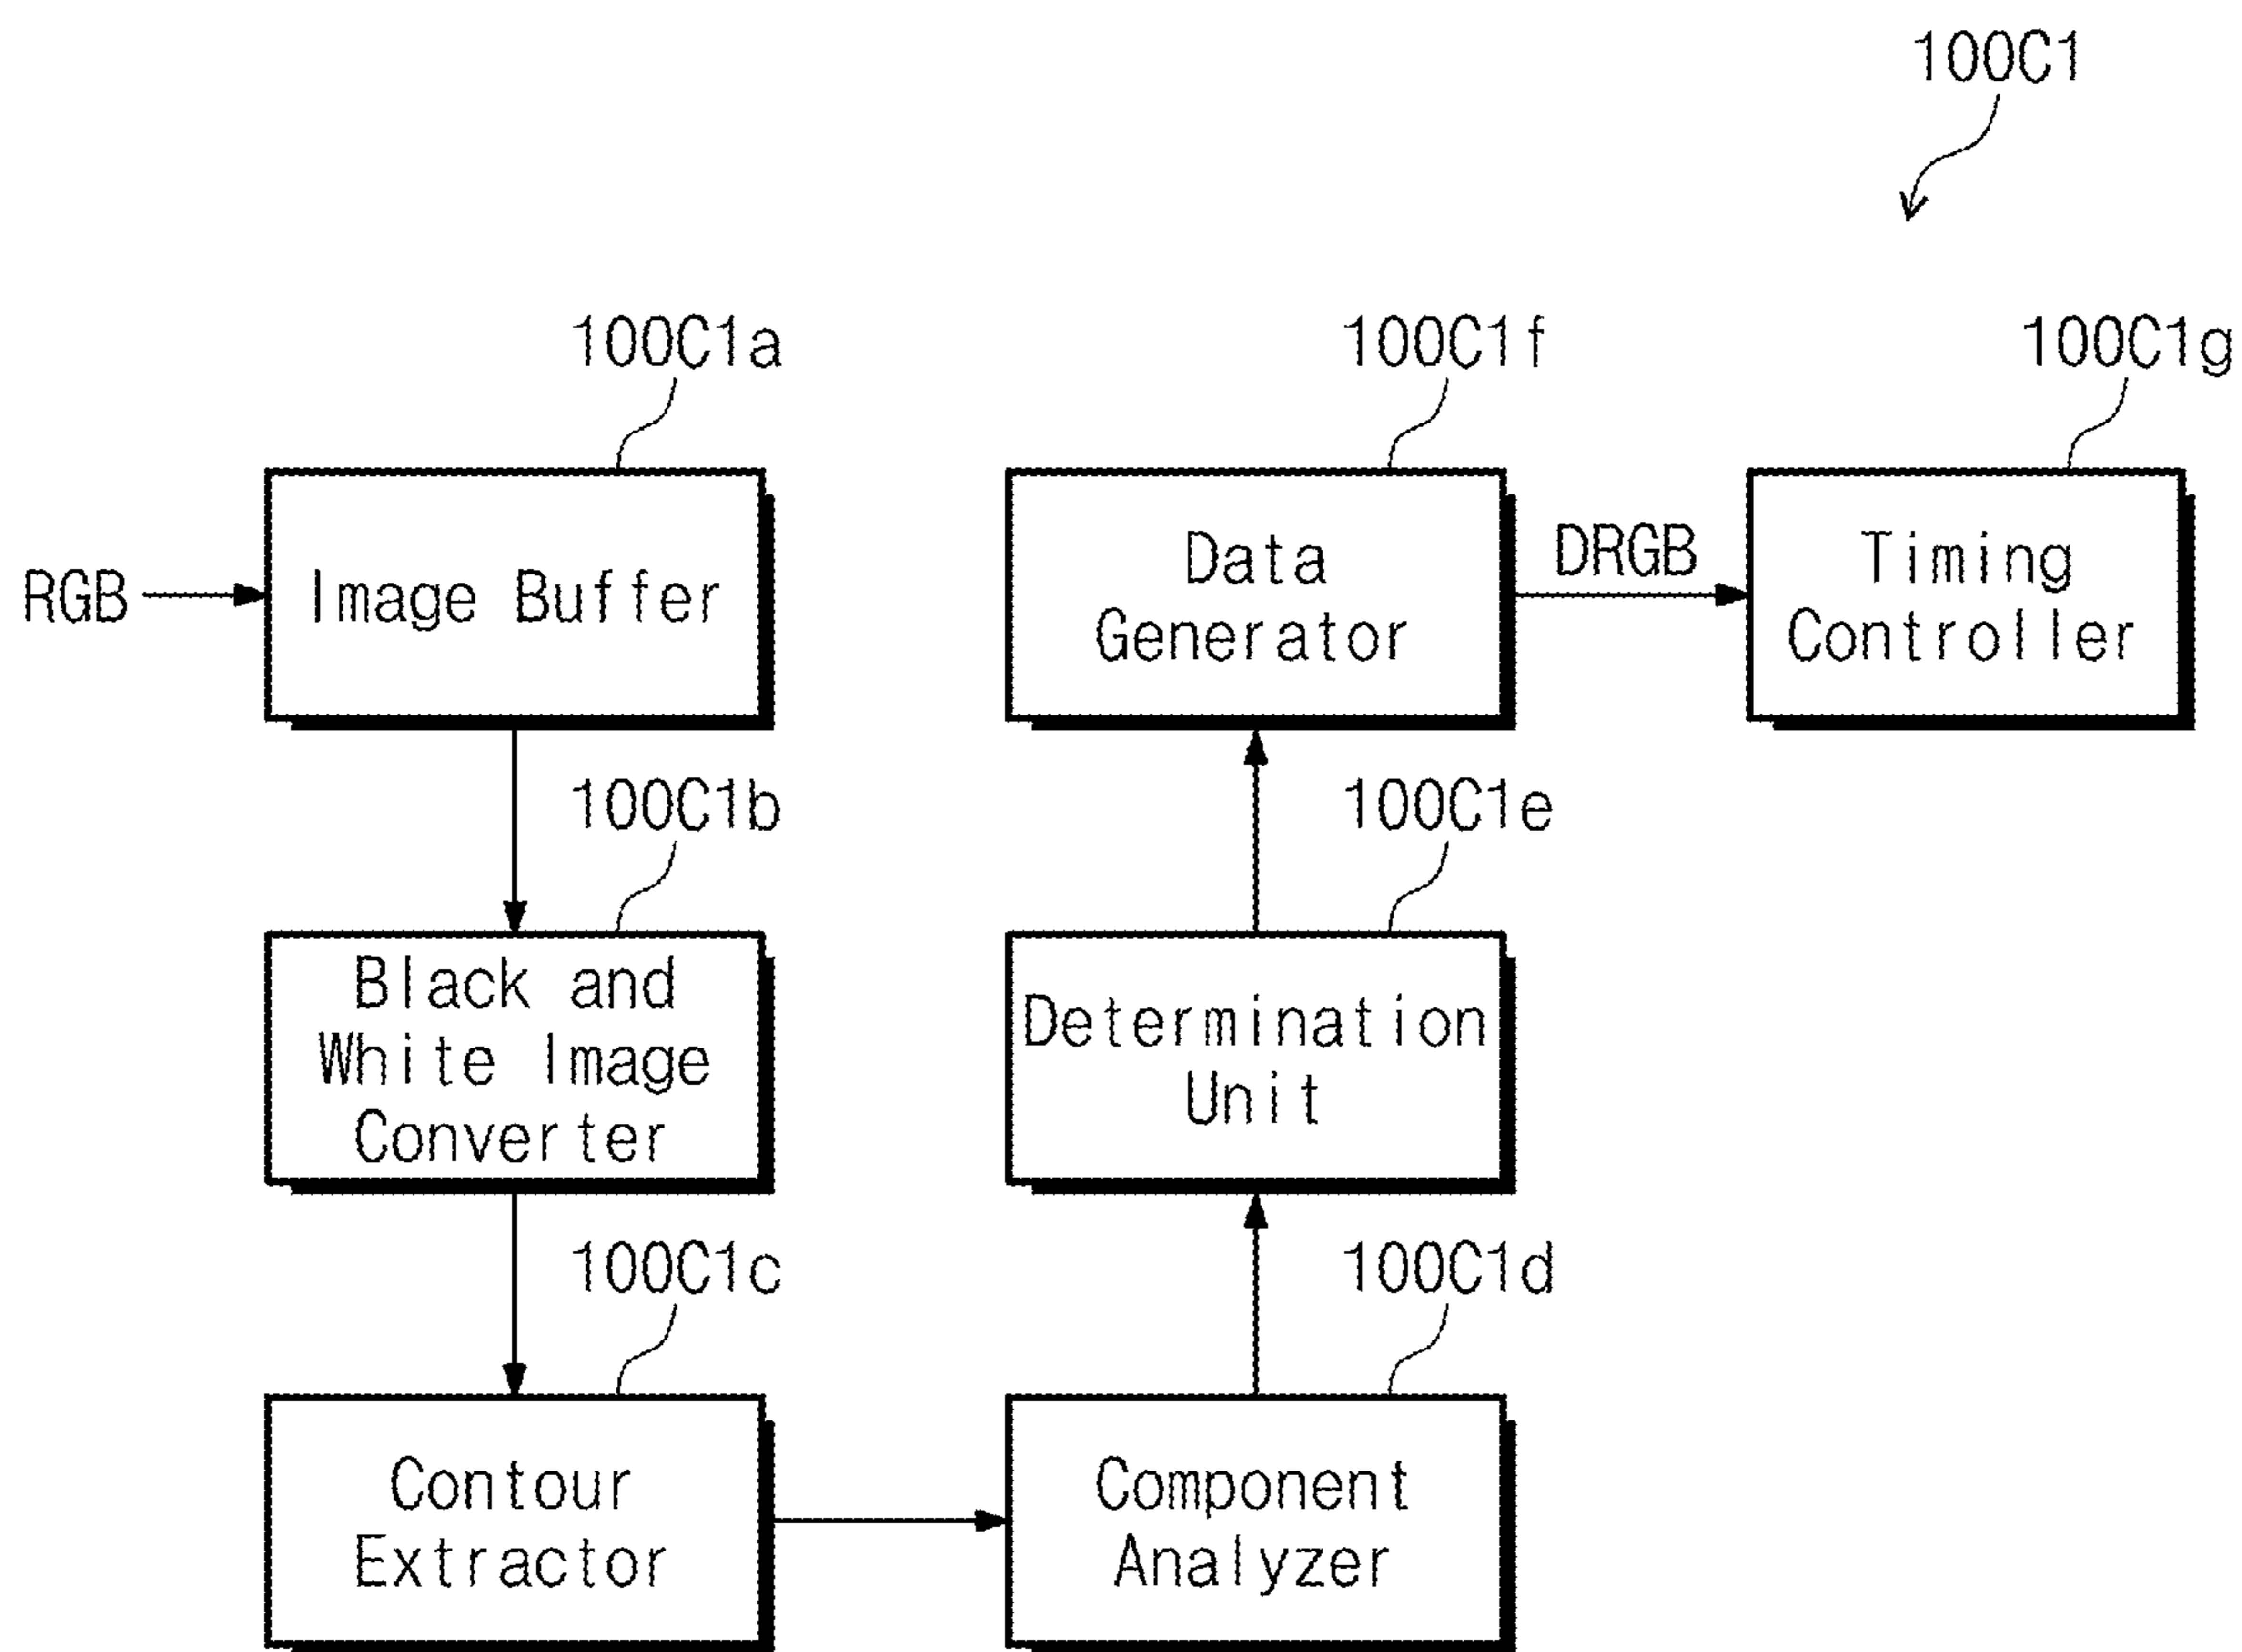 100C1
100C1a
100C1f
100C1g
RGB
Image Buffer
Data
Generator
DRGB
Timing
Controller
100C1b
100C1e
Black and
White Image
Converter
Determination
Unit
100C1c
100C1d
Contour
Extractor
Component
Analyzer